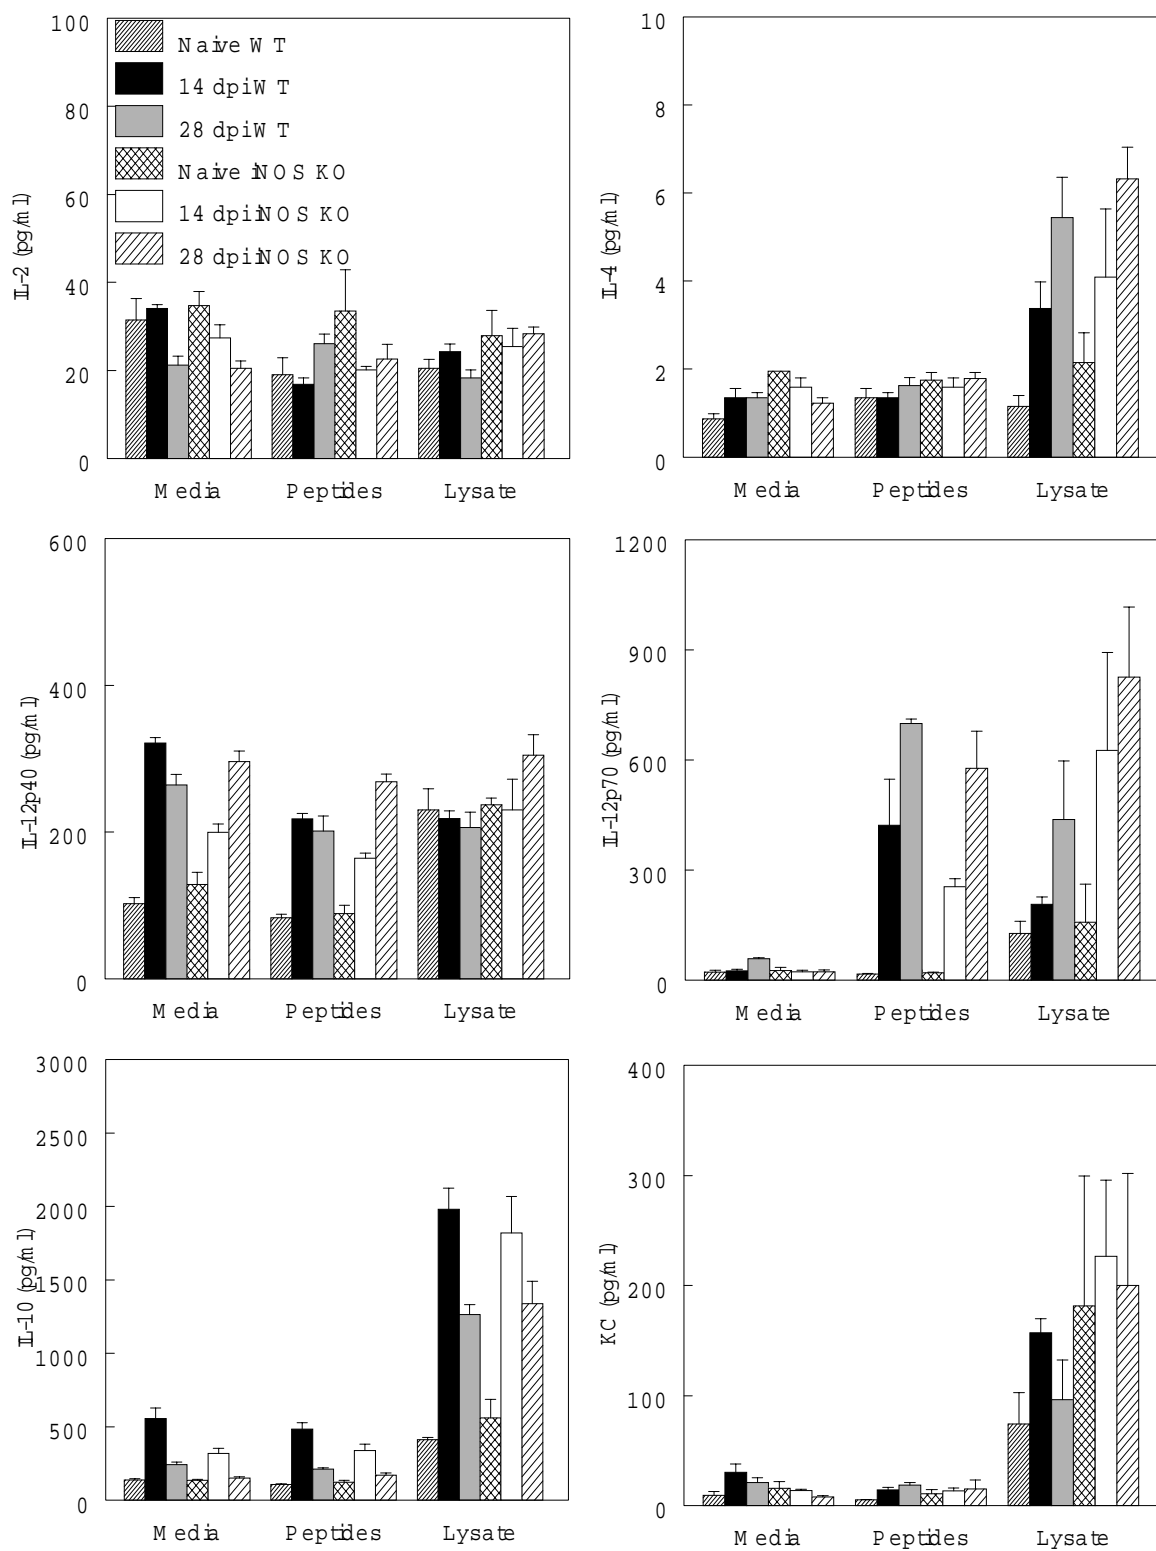 100
80
60
40
20
0
IL-2 (pg/ml)
Naive WT
14 dpi WT
28 dpi WT
Naive iNOS KO
14 dpi iNOS KO
28 dpi iNOS KO
Media Peptides Lysate
10
8
6
4
2
0
IL-4 (pg/ml)
Media Peptides Lysate
600
400
200
0
IL-12p40 (pg/ml)
Media Peptides Lysate
1200
900
600
300
0
IL-12p70 (pg/ml)
Media Peptides Lysate
3000
2500
2000
1500
1000
500
0
IL-10 (pg/ml)
Media Peptides Lysate
400
300
200
100
0
KC (pg/ml)
Media Peptides Lysate